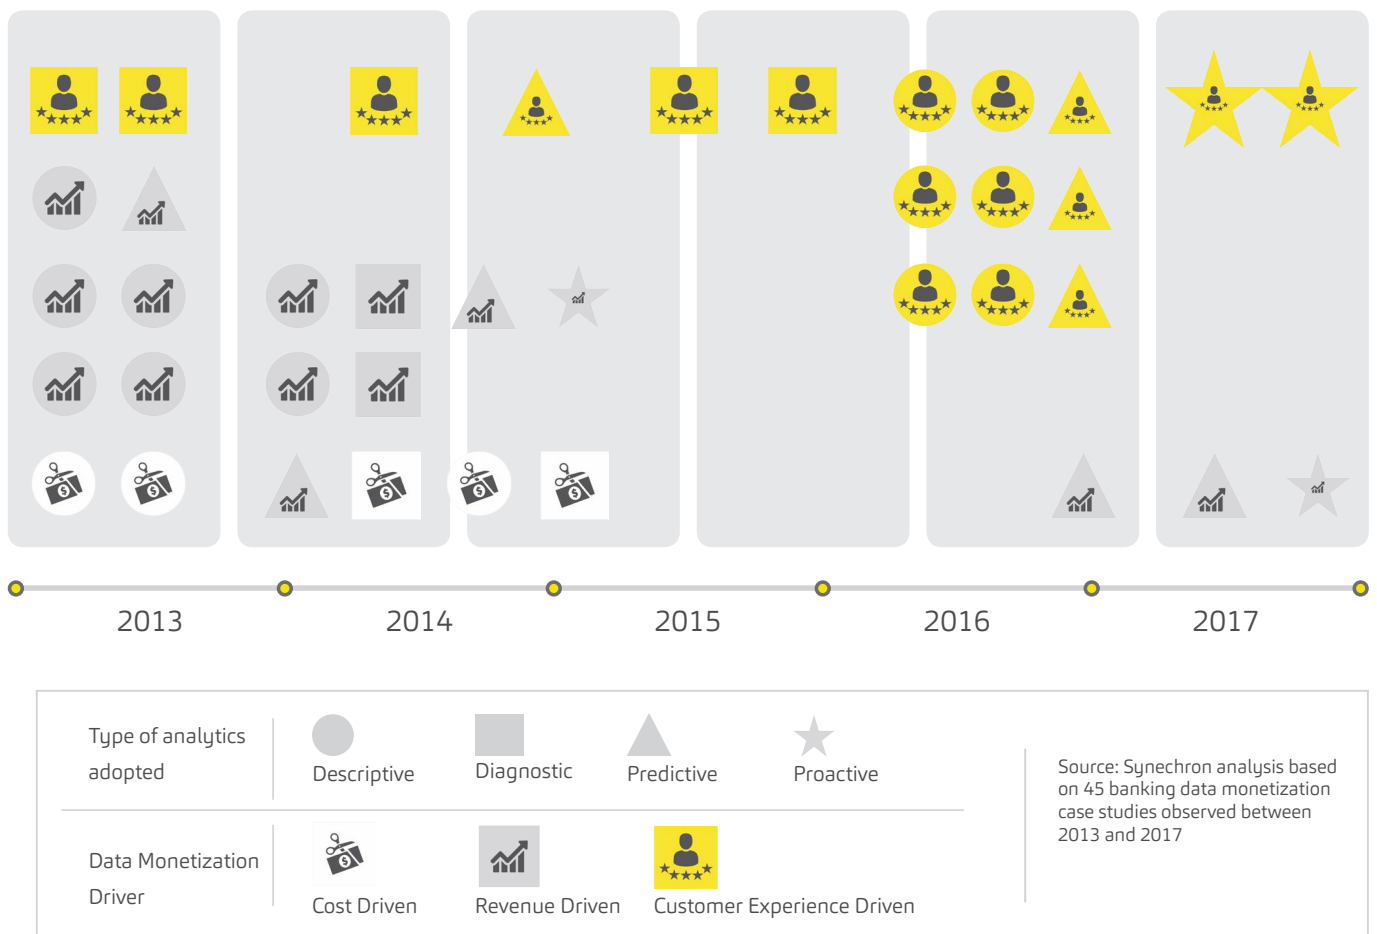 2013
2014
2015
2016
2017
Type of analytics
adopted
Descriptive
Diagnostic
Predictive
Proactive
Data Monetization
Driver
Cost Driven
Revenue Driven
Customer Experience Driven
Source: Synechron analysis based
on 45 banking data monetization
case studies observed between
2013 and 2017